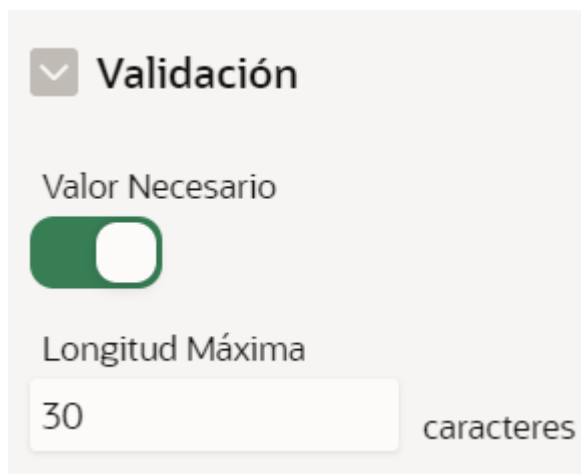 Validación
Valor Necesario
Longitud Máxima
30 caracteres